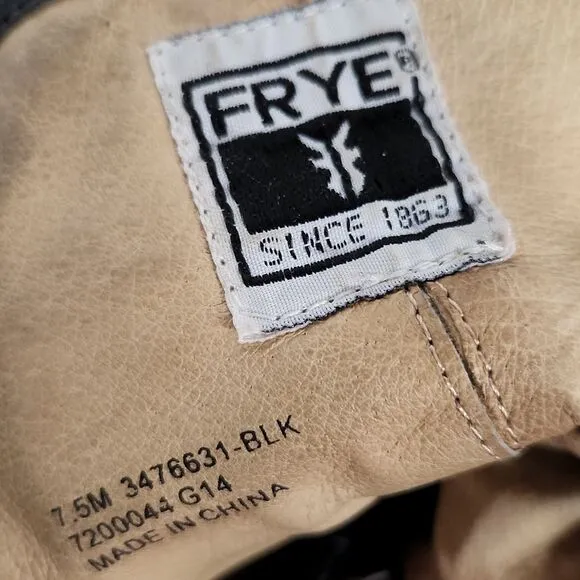 FRYE®
SINCE 1863
7.5M 3476631-BLK
7200044 G14
MADE IN CHINA